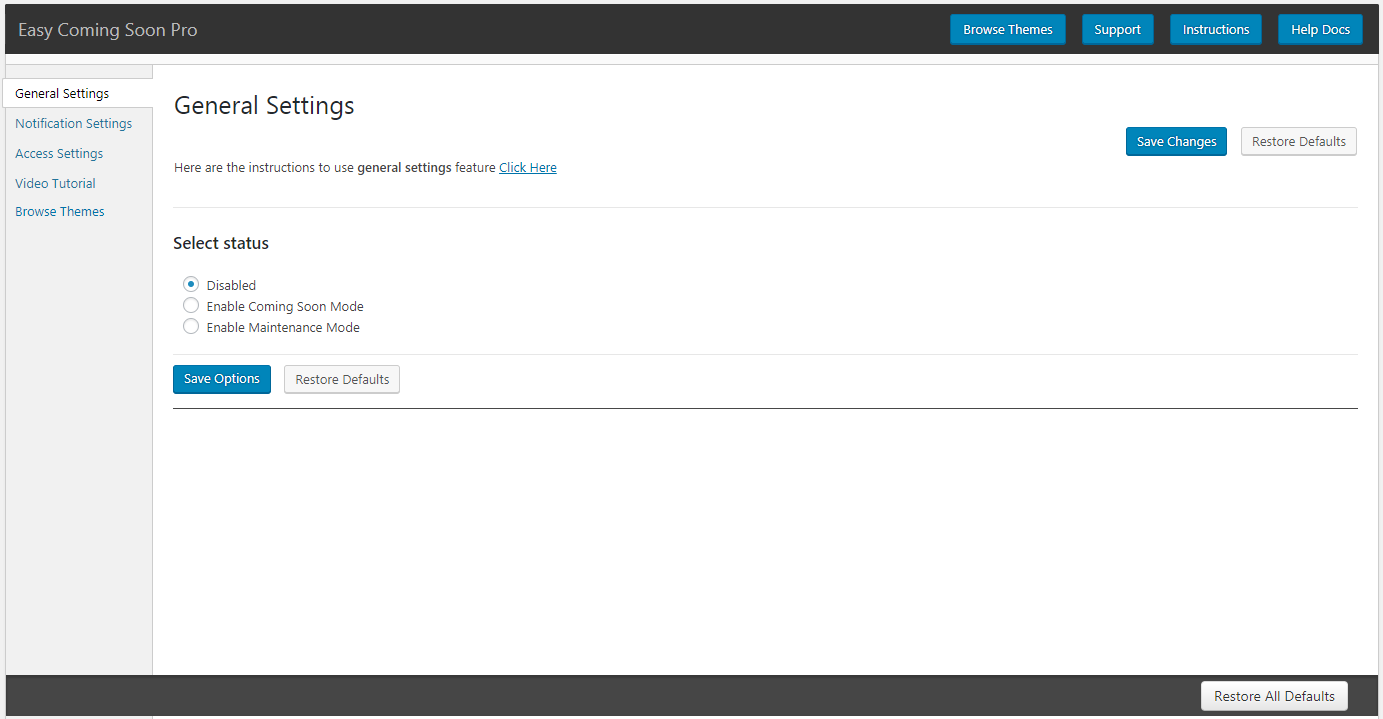 Easy Coming Soon Pro
Browse Themes
Support
Instructions
Help Docs
General Settings
Notification Settings
Access Settings
Video Tutorial
Browse Themes
General Settings
Save Changes
Restore Defaults
Here are the instructions to use general settings feature Click Here
Select status
Disabled
Enable Coming Soon Mode
Enable Maintenance Mode
Save Options
Restore Defaults
Restore All Defaults